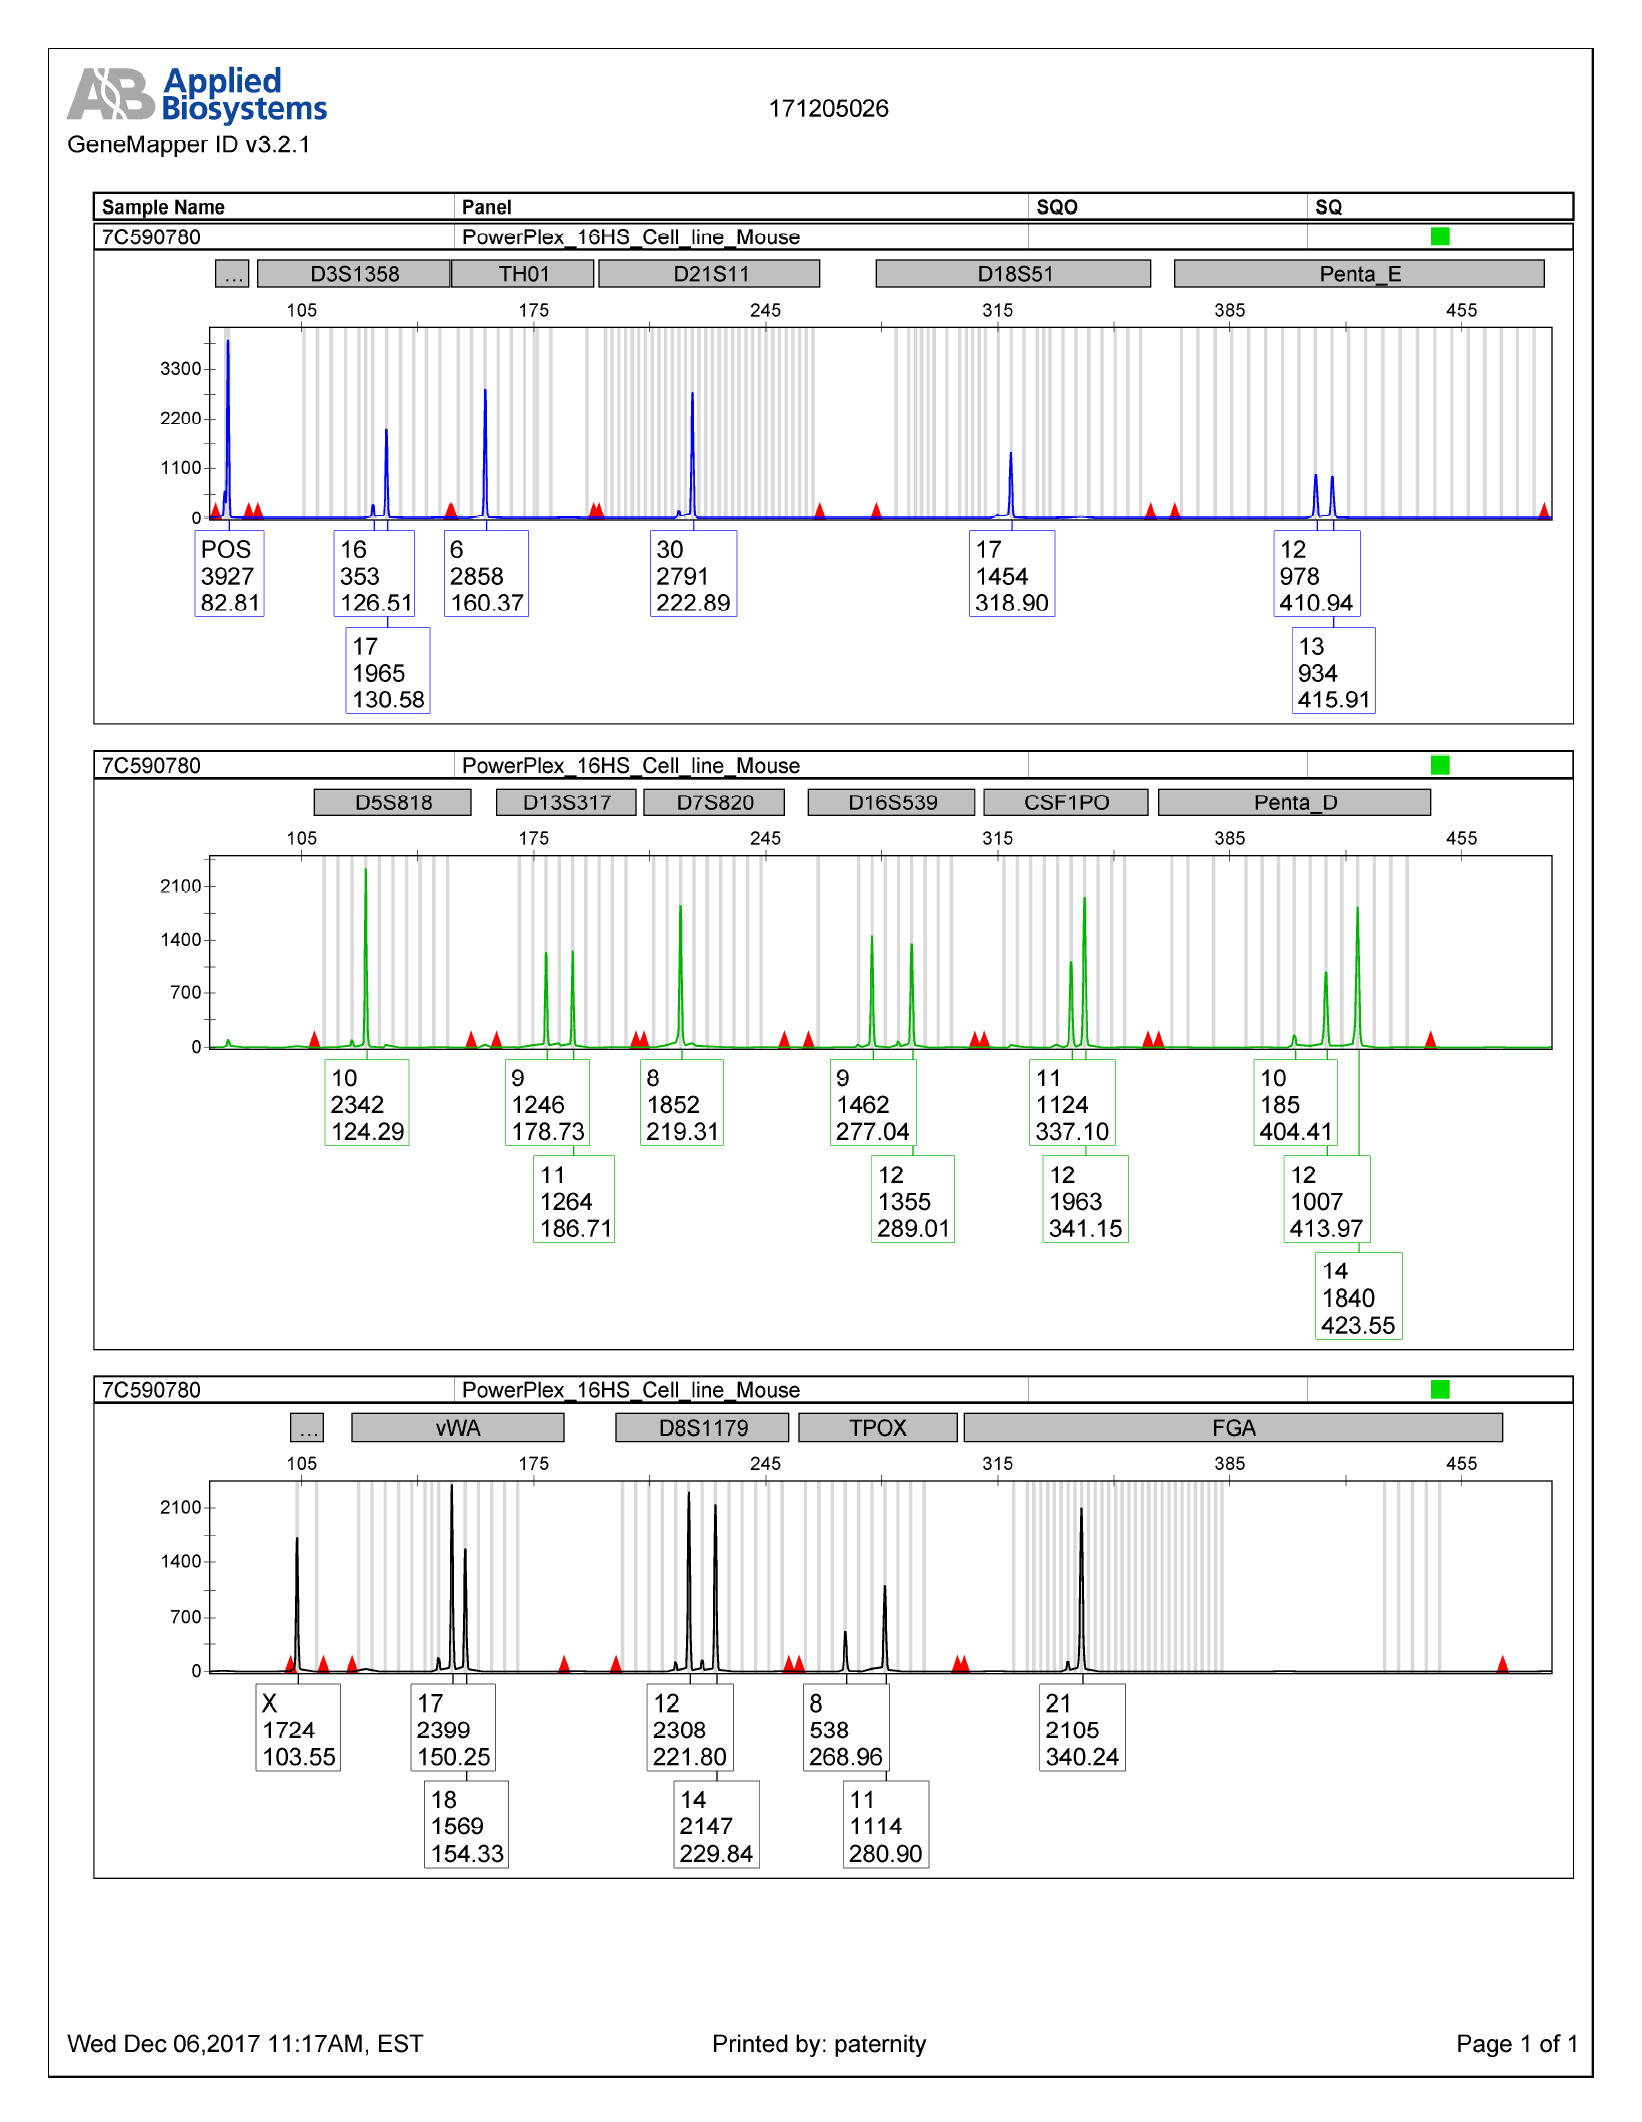 AB Applied
Biosystems
171205026
GeneMapper ID v3.2.1
Sample Name Panel SQO SQ
7C590780 PowerPlex_16HS_Cell_line_Mouse
... D3S1358 TH01 D21S11 D18S51 Penta_E
105 175 245 315 385 455
3300
2200
1100
0
POS 16 6 30 17 12
3927 353 2858 2791 1454 978
82.81 126.51 160.37 222.89 318.90 410.94
17 13
1965 934
130.58 415.91
7C590780 PowerPlex_16HS_Cell_line_Mouse
D5S818 D13S317 D7S820 D16S539 CSF1PO Penta_D
105 175 245 315 385 455
2100
1400
700
0
10 9 8 9 11 10
2342 1246 1852 1462 1124 185
124.29 178.73 219.31 277.04 337.10 404.41
11 12 12 12
1264 1355 1963 1007
186.71 289.01 341.15 413.97
14
1840
423.55
7C590780 PowerPlex_16HS_Cell_line_Mouse
... vWA D8S1179 TPOX FGA
105 175 245 315 385 455
2100
1400
700
0
X 17 12 8 21
1724 2399 2308 538 2105
103.55 150.25 221.80 268.96 340.24
18 14 11
1569 2147 1114
154.33 229.84 280.90
Wed Dec 06,2017 11:17AM, EST Printed by: paternity Page 1 of 1